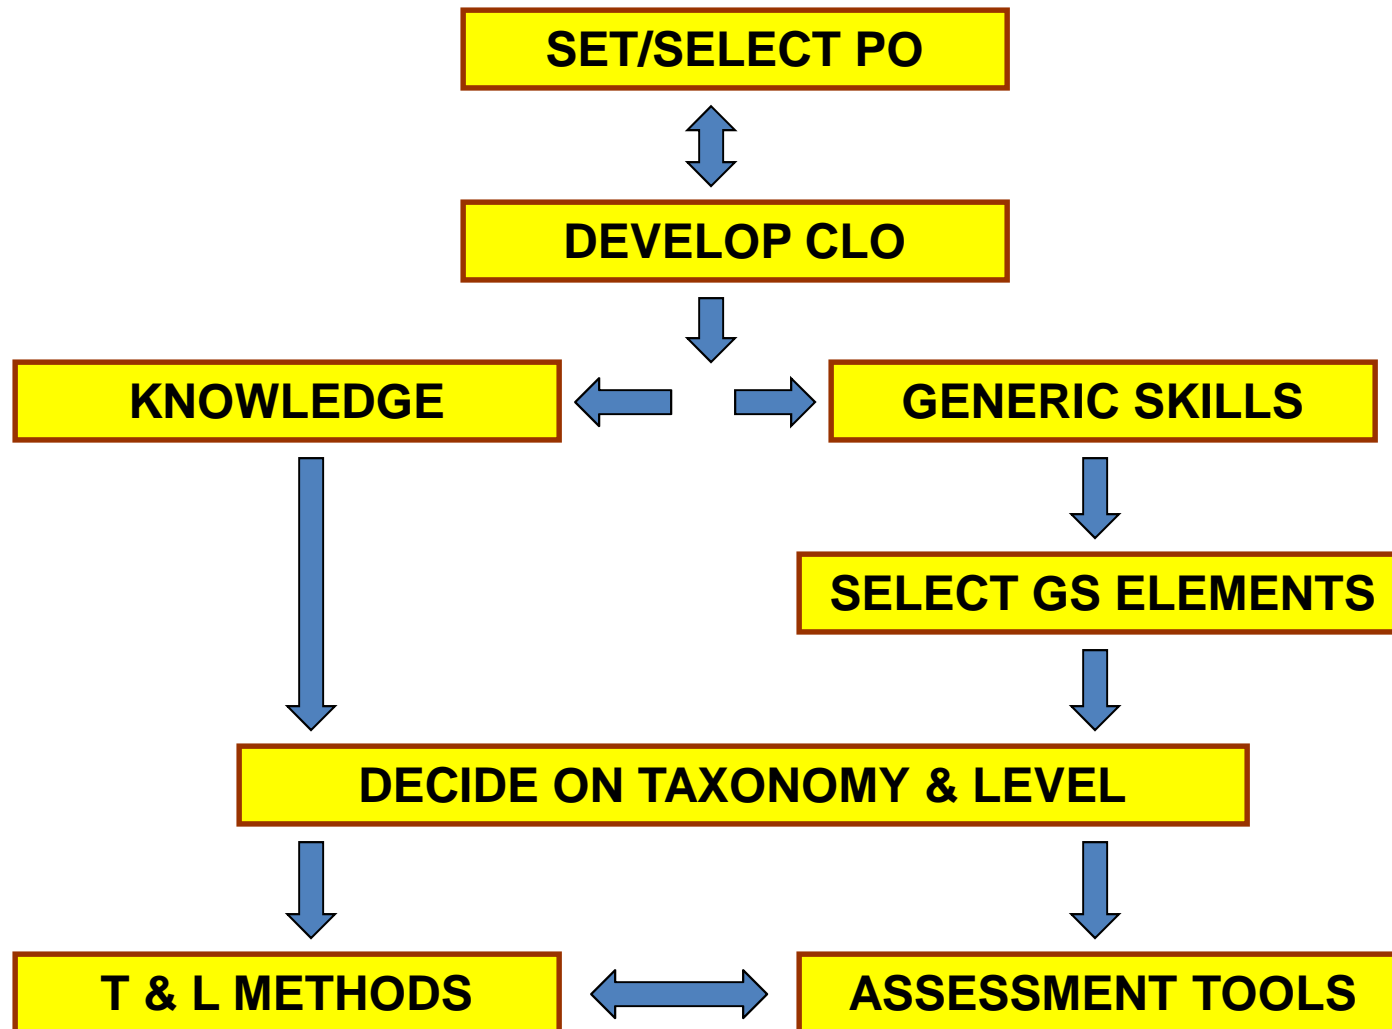 SET/SELECT PO
DEVELOP CLO
KNOWLEDGE
GENERIC SKILLS
SELECT GS ELEMENTS
DECIDE ON TAXONOMY & LEVEL
T & L METHODS
ASSESSMENT TOOLS